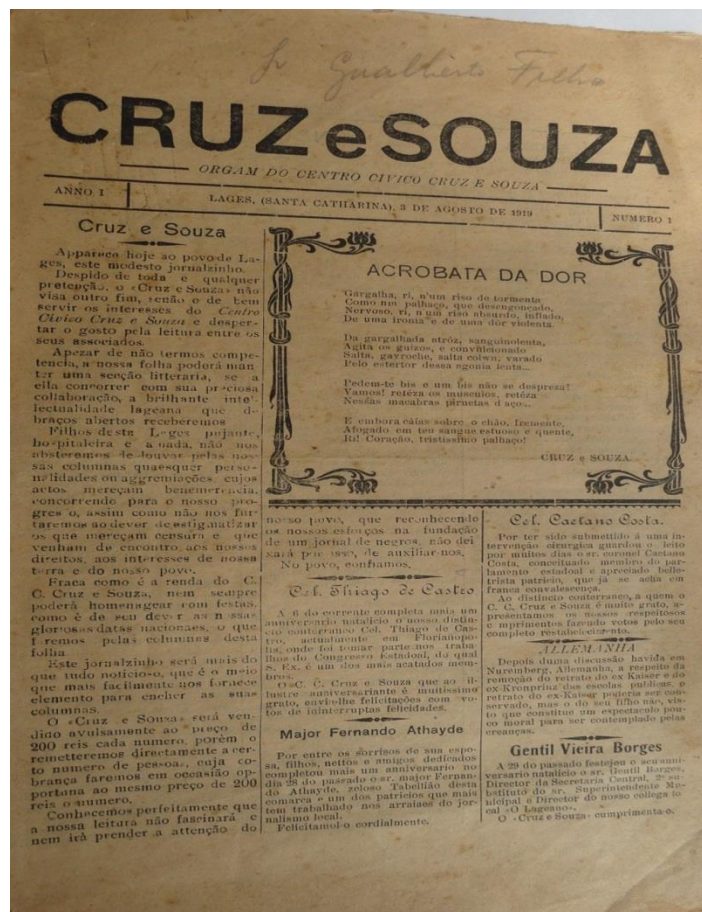 Gualberto Filho
CRUZ e SOUZA
ORGAM DO CENTRO CIVICO CRUZ E SOUZA
ANNO I
LAGES, (SANTA CATHARINA), 3 DE AGOSTO DE 1919
NUMERO 1
Cruz e Souza
Apparece hoje ao povo de La-
ges, este modesto jornalzinho.
Despido de toda e qualquer
pretenção, o «Cruz e Souza» não
visa outro fim, senão o de bem
servir os interesses do Centro
Civico Cruz e Souza e desper-
tar o gosto pela leitura entre os
seus associados.
Apezar de não termos compe-
tencia, a nossa folha poderá man
ter uma secção litteraria, se a
ella concorrer com sua preciosa
collaboração, a brilhante inte'
lectualidade lageana que de
braços abertos receberemos
Filhos desta Lages pujante,
hospitaleira e amada, não nos
absteremos de louvar pelas nos-
sas columnas quaesquer perso-
nalidades ou aggremiações, cujos
actos mereçam benemerencia,
concorrendo para o nosso pro-
gresso, assim como não nos fur-
taremos ao dever de estigmatizar
os que mereçam censura e que
venham de encontro aos nossos
direitos, aos interesses de nossa
terra e do nosso povo.
Fraca como é a renda do C.
C. Cruz e Souza, nem sempre
poderá homenagear com festas,
como é de seu dever as nossas
gloriosas datas nacionaes, o que
faremos pelas columnas desta
folha
Este jornalzinho será mais do
que tudo noticioso, que é o meio
que mais facilmente nos fornece
elemento para encher as suas
columnas.
O «Cruz e Souza» será ven-
dido avulsamente ao preço de
200 reis cada numero, porém o
remetteremos directamente a cer-
to numero de pessoas, cuja co-
brança faremos em occasião op-
portuna ao mesmo preço de 200
reis o numero.
Conhecemos perfeitamente que
a nossa leitura não fascinará e
nem irá prender a attenção do
ACROBATA DA DOR
Gargalha, ri, n'um riso de tormenta
Como um palhaço, que desengonçado,
Nervoso, ri, n'um riso absurdo, inflado
De uma ironia e de uma dor violenta.
Da gargalhada atróz, sanguinolenta,
Agita os guizos, e convulcionado
Salta, gavroche, salta colwn, varado
Pelo estertor dessa agonia lenta...
Pedem-te bis e um bis não se despreza!
Vamos! retéza os musculos, retéza
Nessas macabras piruetas d'aço...
E embora cáias sobre o chão, fremente,
Afogado em teu sangue estuoso e quente,
Ri! Coração, tristissimo palhaço!
CRUZ e SOUZA
nosso povo, que reconhecendo
os nossos esforços na fundação
de um jornal de negros, não dei
xará por isso, de auxiliar-nos.
No povo, confiamos.
Cel. Thiago de Castro
A 6 do corrente completa mais um
anniversario natalicio o nosso distin-
cto conterraneo Cel. Thiago de Cas-
tro, actualmente em Florianopo-
lis, onde foi tomar parte nos traba
lhos do Congresso Estadoal, do qual
S. Ex. é um dos mais acatados mem-
bros.
O C. C. Cruz e Souza que ao il-
lustre anniversariante é muitissimo
grato, envia-lhe felicitações com vo-
tos de ininterruptas felicidades.
Major Fernando Athayde
Por entre os sorrisos de sua espo-
sa, filhos, nettos e amigos dedicados
completou mais um anniversario no
dia 28 do passado o sr. major Fernan-
do Athayde, zeloso Tabellião desta
comarca e um dos patricios que mais
tem trabalhado nos arraiaes do jor-
nalismo local.
Felicitamol-o cordialmente.
Cel. Caetano Costa.
Por ter sido submettido á uma in-
tervenção cirurgica guardou o leito
por muitos dias o sr. coronel Caetano
Costa, conceituado membro do par-
lamento estadoal e apreciado belle-
trista patricio, que já se acha em
franca convalescença.
Ao distincto conterraneo, a quem o
C. C. Cruz e Souza é muito grato, a-
presentamos os nossos respeitosos
cumprimentos fazendo votos pelo seu
completo restabelecimento.
ALLEMANHA
Depois duma discussão havida em
Nuremberg, Allemanha, a respeito da
remoção do retrato do ex Kaiser e do
ex-Kronprinz das escolas publicas, o
retrato do ex-Kaiser poderia ser con-
servado, mas o do seu filho não, vis-
to que constitue um espectaculo pou-
co moral para ser contemplado pelas
creanças.
Gentil Vieira Borges
A 29 do passado festejou o seu anni-
versario natalicio o sr. Gentil Borges,
Director da Secretaria Central, 2º su-
bstituto do sr. Superintendente Mu-
nicipal e Director do nosso collega lo
cal «O Lageano».
O «Cruz e Souza» cumprimenta-o.